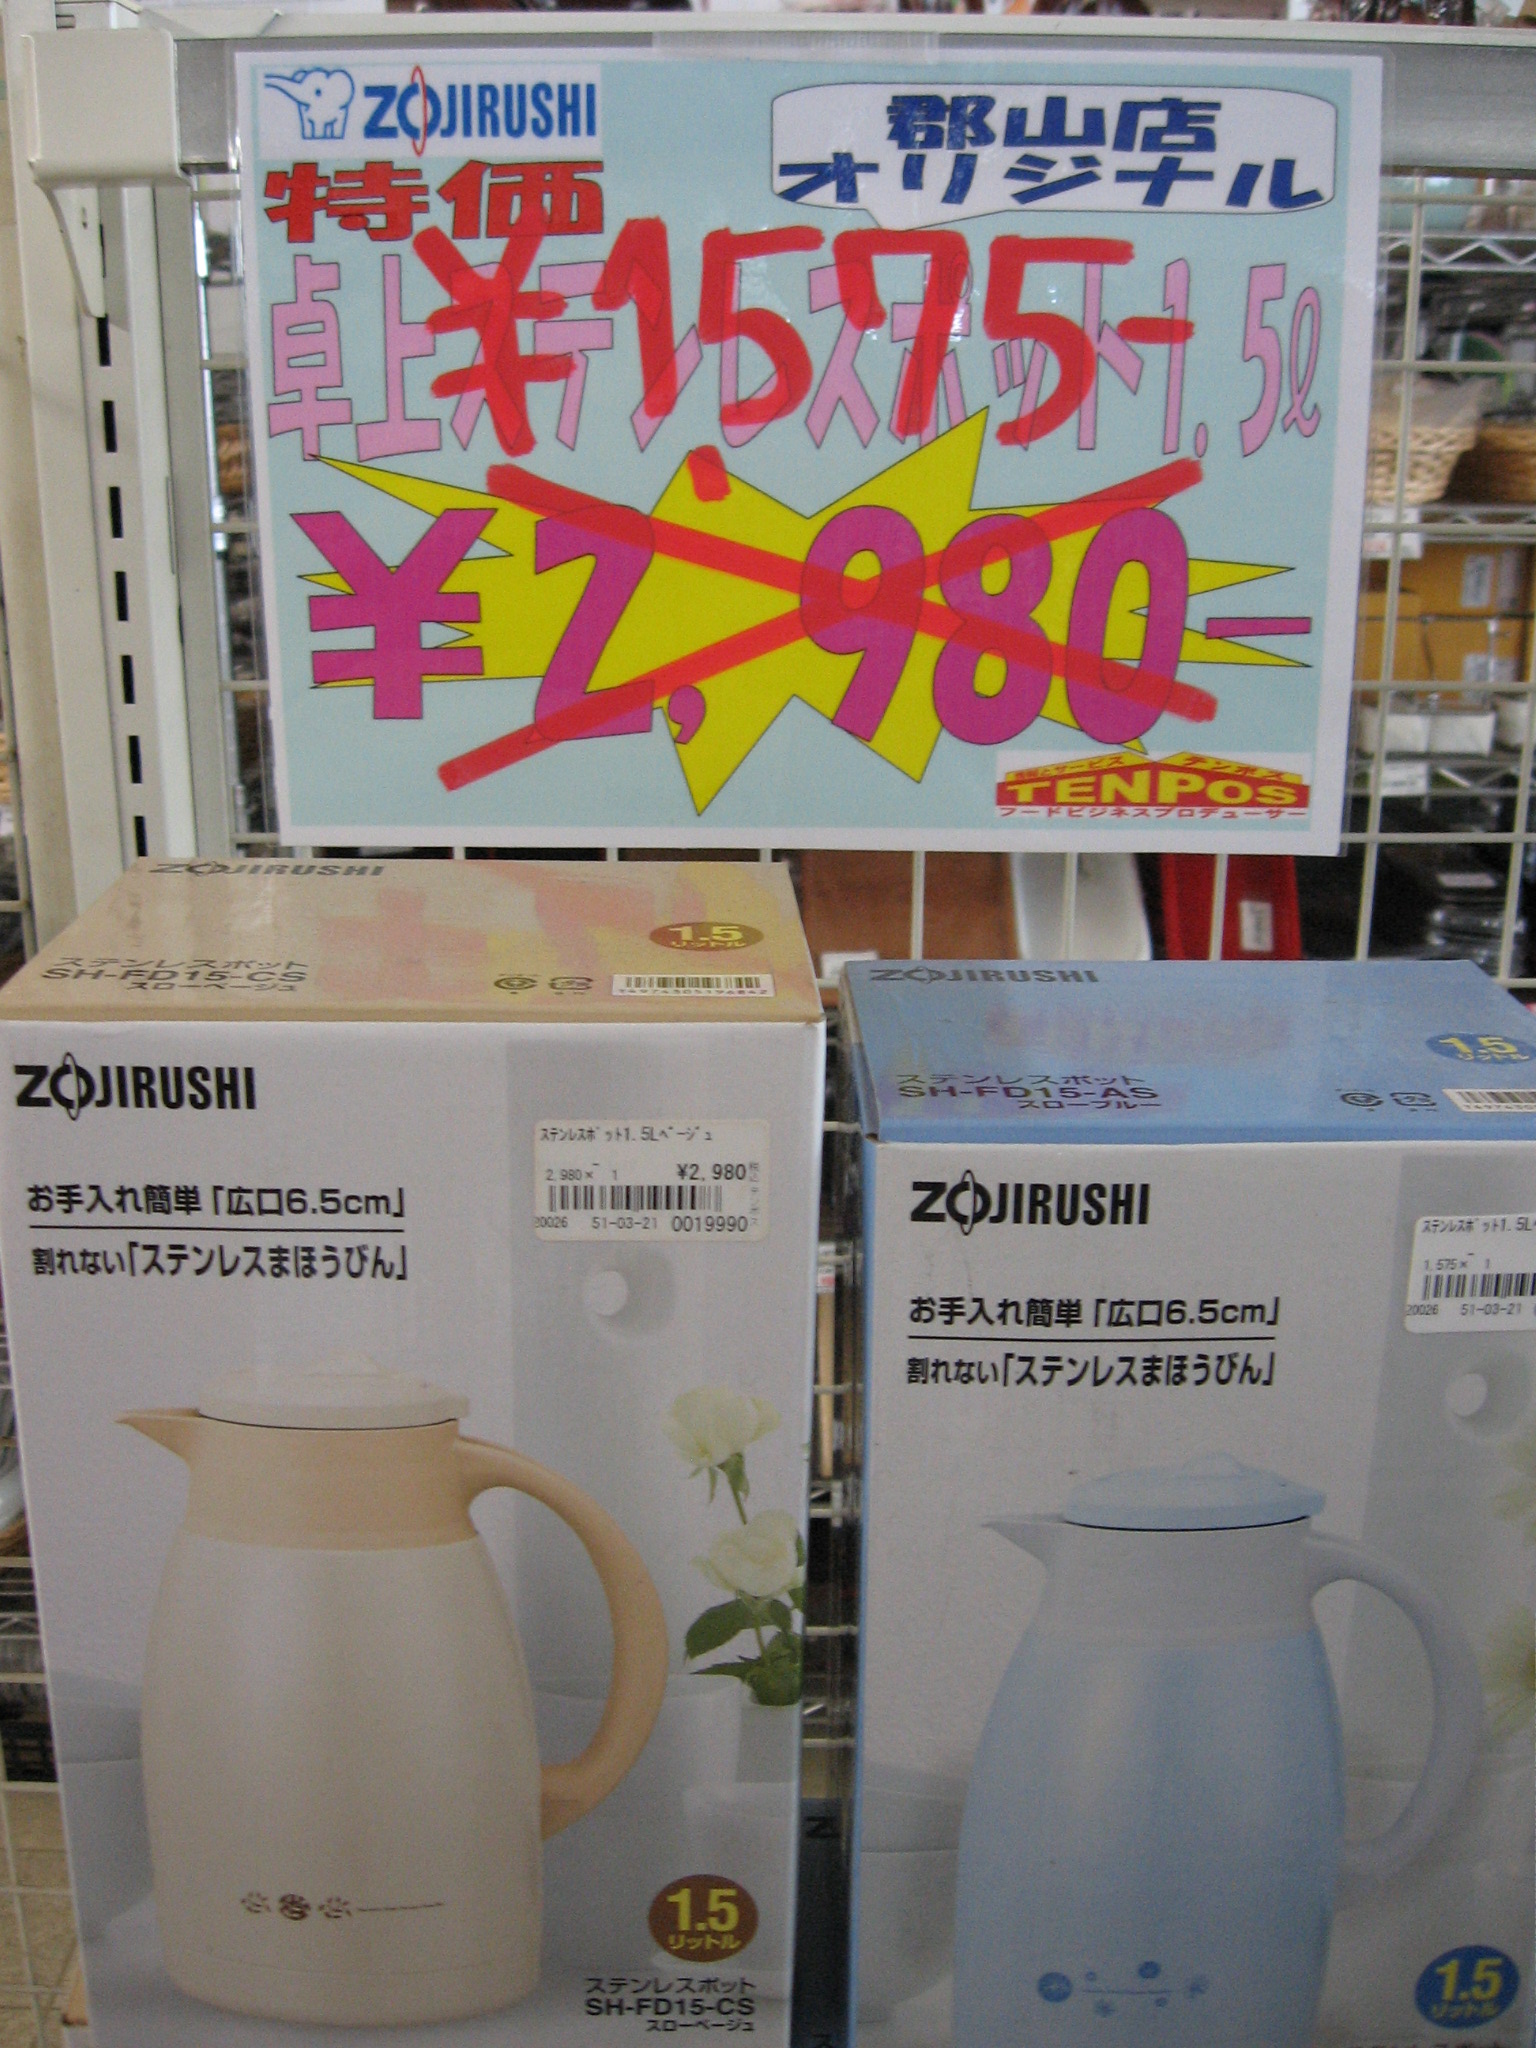 ZOJIRUSHI
郡山店
オリジナル
特価
¥1,575-
卓上ステンレスポット1.5ℓ
¥2,980-
テンポス
TENPOS
フードビジネスプロデューサー
ZOJIRUSHI
1.5
リットル
ステンレスポット
SH-FD15-CS
スローベージュ
ZOJIRUSHI
お手入れ簡単「広口6.5cm」
割れない「ステンレスまほうびん」
ステンレスポット1.5Lベージュ
2,980× 1 ¥2,980
20026 51-03-21 0019990
1.5
リットル
ステンレスポット
SH-FD15-CS
スローベージュ
ZOJIRUSHI
1.5
リットル
ステンレスポット
SH-FD15-AS
スローブルー
ZOJIRUSHI
お手入れ簡単「広口6.5cm」
割れない「ステンレスまほうびん」
ステンレスポット1.5L
1,575× 1
20026 51-03-21
1.5
リットル